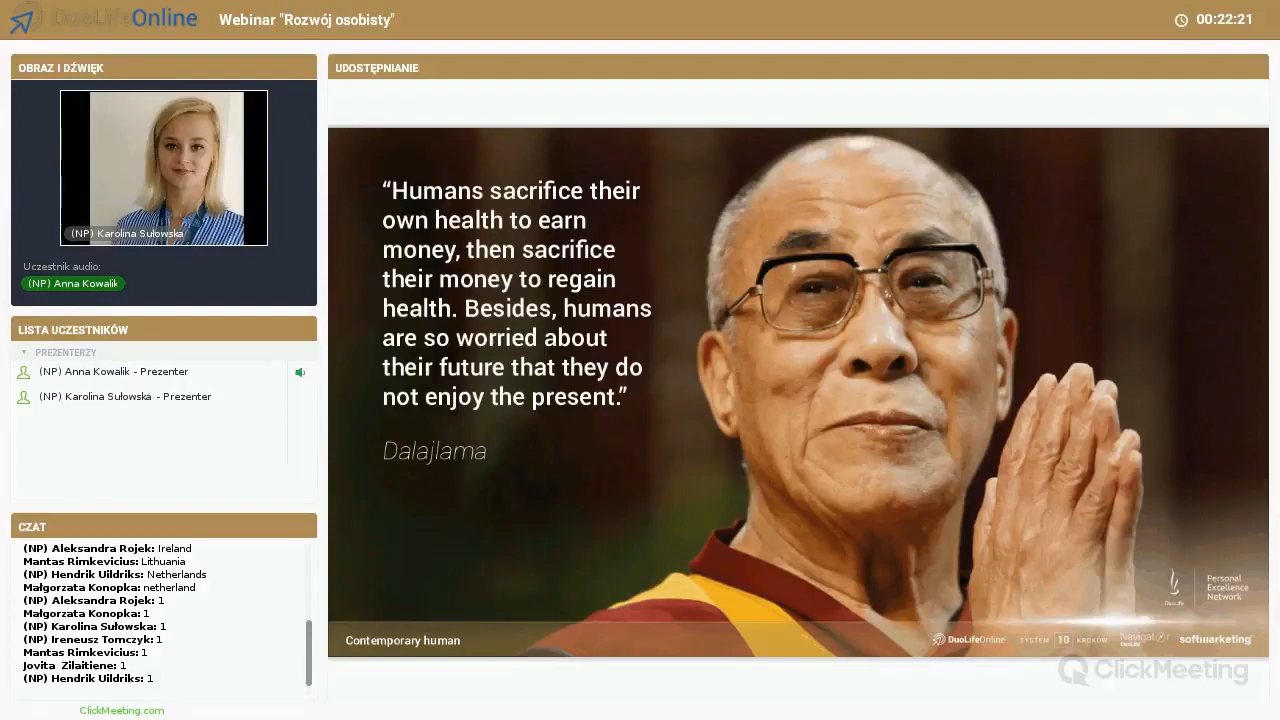 DuoLifeOnline
Webinar "Rozwój osobisty"
00:22:21
OBRAZ I DŹWIĘK
(NP) Karolina Sułowska
Uczestnik audio:
(NP) Anna Kowalik
LISTA UCZESTNIKÓW
PREZENTERZY
(NP) Anna Kowalik - Prezenter
(NP) Karolina Sułowska - Prezenter
CZAT
(NP) Aleksandra Rojek: Ireland
Mantas Rimkevicius: Lithuania
(NP) Hendrik Uildriks: Netherlands
Małgorzata Konopka: netherland
(NP) Aleksandra Rojek: 1
Małgorzata Konopka: 1
(NP) Karolina Sułowska: 1
(NP) Ireneusz Tomczyk: 1
Mantas Rimkevicius: 1
Jovita Zilaitiene: 1
(NP) Hendrik Uildriks: 1
ClickMeeting.com
UDOSTĘPNIANIE
“Humans sacrifice their
own health to earn
money, then sacrifice
their money to regain
health. Besides, humans
are so worried about
their future that they do
not enjoy the present.”
Dalajlama
DuoLife
Personal
Excellence
Network
Contemporary human
DuoLifeOnline
SYSTEM 10 KROKÓW
Navigator
DuoLife
softmarketing
ClickMeeting